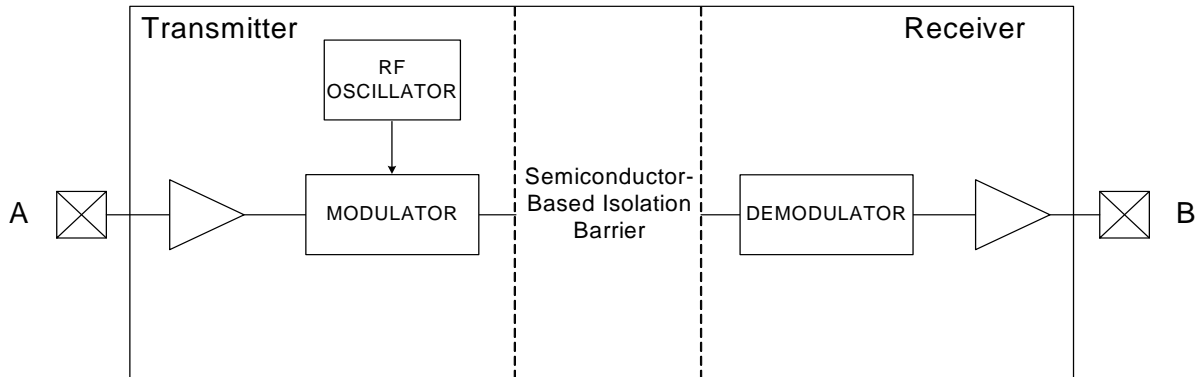 Transmitter
Receiver
RF
OSCILLATOR
A
MODULATOR
Semiconductor-
Based Isolation
Barrier
DEMODULATOR
B